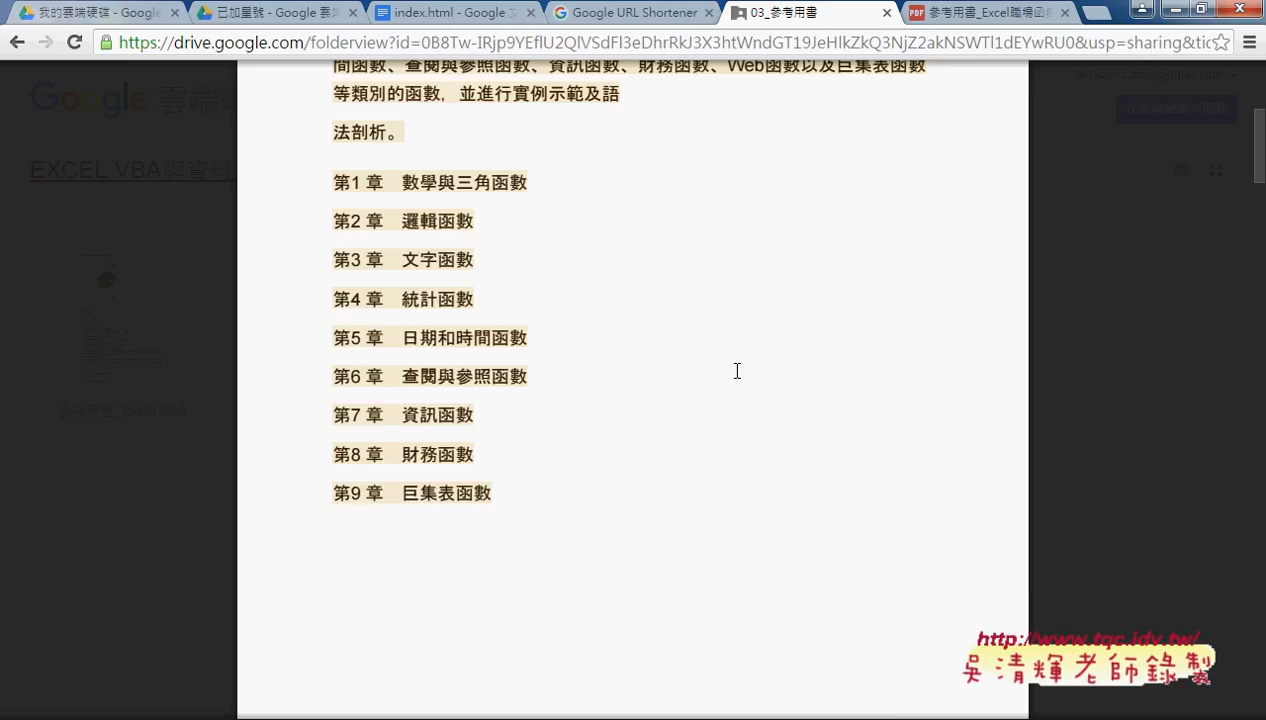 我的雲端硬碟 - Google
已加星號 - Google 雲
index.html - Google
Google URL Shortener
03_參考用書
參考用書_Excel職場函
https://drive.google.com/folderview?id=0B8Tw-IRjp9YEflU2QlVSdFl3eDhrRkJ3X3htWndGT19JeHlkZkQ3NjZ2akNSWTl1dEYwRU0&usp=sharing&tic
Google 雲端
EXCEL VBA與資料
參考用書_Excel VBA
間函數、查閱與參照函數、資訊函數、財務函數、Web函數以及巨集表函數
等類別的函數，並進行實例示範及語
法剖析。
第1 章 數學與三角函數
第2 章 邏輯函數
第3 章 文字函數
第4 章 統計函數
第5 章 日期和時間函數
第6 章 查閱與參照函數
第7 章 資訊函數
第8 章 財務函數
第9 章 巨集表函數
http://www.tqc.idv.tw/
吳清輝老師錄製